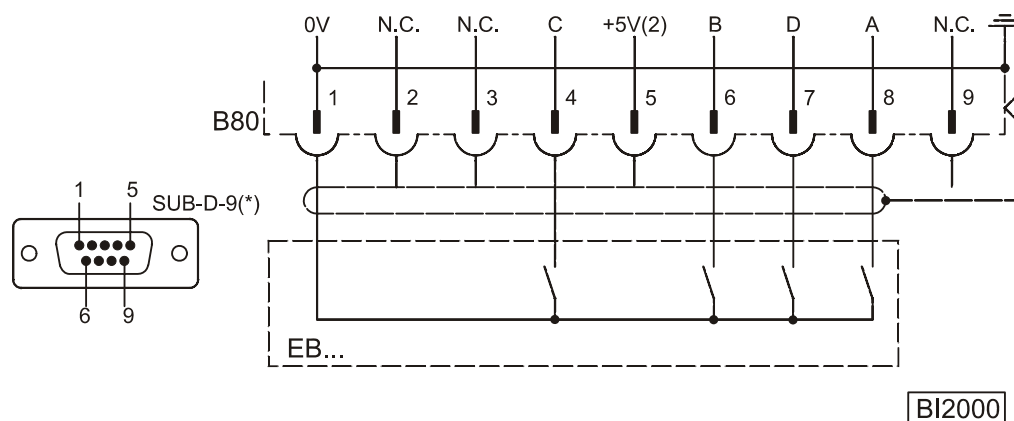 0V N.C. N.C. C +5V(2) B D A N.C.
1 2 3 4 5 6 7 8 9
B80
1 5 SUB-D-9(*)
6 9
EB...
BI2000